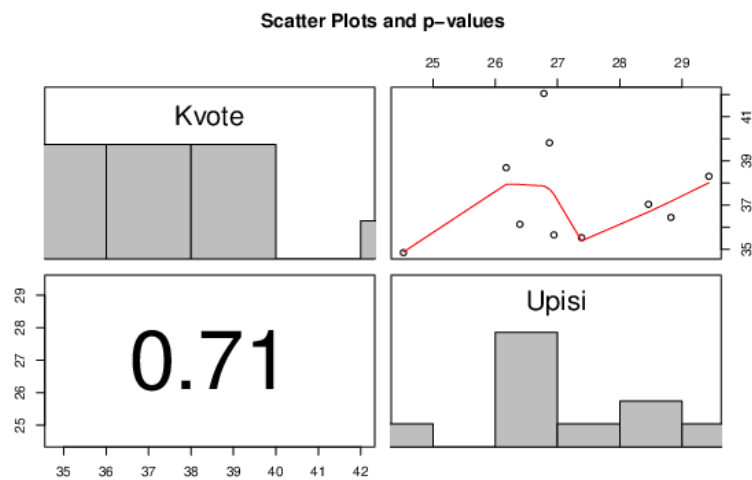 Scatter Plots and p−values
25 26 27 28 29
Kvote
35 37 39 41
0.71
25 26 27 28 29
Upisi
35 36 37 38 39 40 41 42